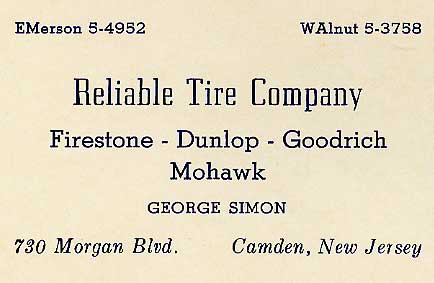 EMerson 5-4952 WAlnut 5-3758
Reliable Tire Company
Firestone - Dunlop - Goodrich
Mohawk
GEORGE SIMON
730 Morgan Blvd. Camden, New Jersey